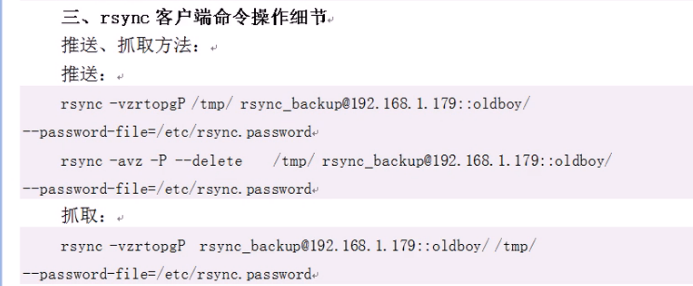 三、rsync 客户端命令操作细节
推送、抓取方法：
推送：
rsync -vzrtopgP /tmp/ rsync_backup@192.168.1.179::oldboy/
--password-file=/etc/rsync.password
rsync -avz -P --delete /tmp/ rsync_backup@192.168.1.179::oldboy/
--password-file=/etc/rsync.password
抓取：
rsync -vzrtopgP rsync_backup@192.168.1.179::oldboy/ /tmp/
--password-file=/etc/rsync.password